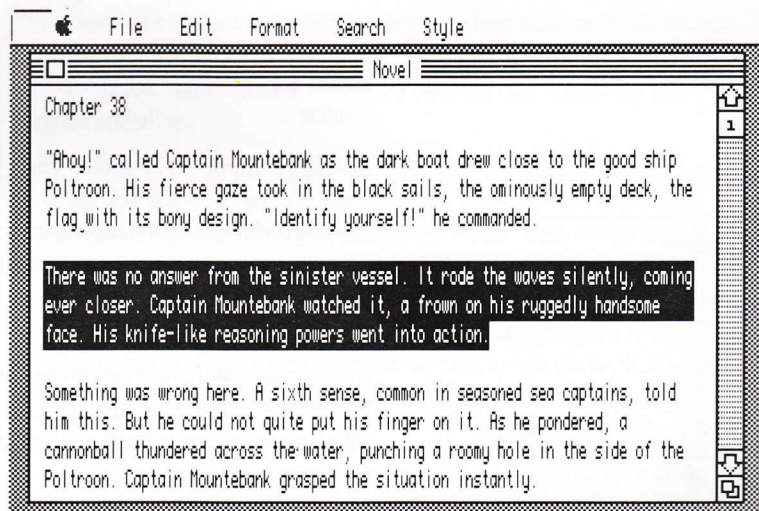 File Edit Format Search Style
Novel
Chapter 38
1
"Ahoy!" called Captain Mountebank as the dark boat drew close to the good ship
Poltroon. His fierce gaze took in the black sails, the ominously empty deck, the
flag with its bony design. "Identify yourself!" he commanded.
There was no answer from the sinister vessel. It rode the waves silently, coming
ever closer. Captain Mountebank watched it, a frown on his ruggedly handsome
face. His knife-like reasoning powers went into action.
Something was wrong here. A sixth sense, common in seasoned sea captains, told
him this. But he could not quite put his finger on it. As he pondered, a
cannonball thundered across the water, punching a roomy hole in the side of the
Poltroon. Captain Mountebank grasped the situation instantly.